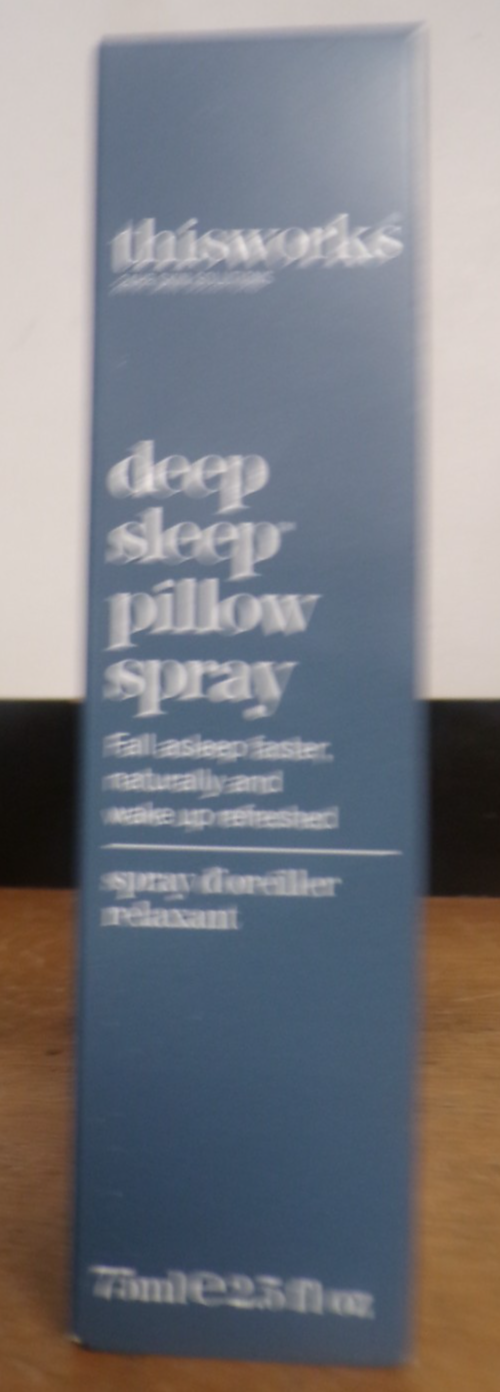 thisworks
deep
sleep™
pillow
spray
Fall asleep faster,
naturally and
wake up refreshed
spray d'oreiller
relaxant
75ml ℮ 2.5 fl oz